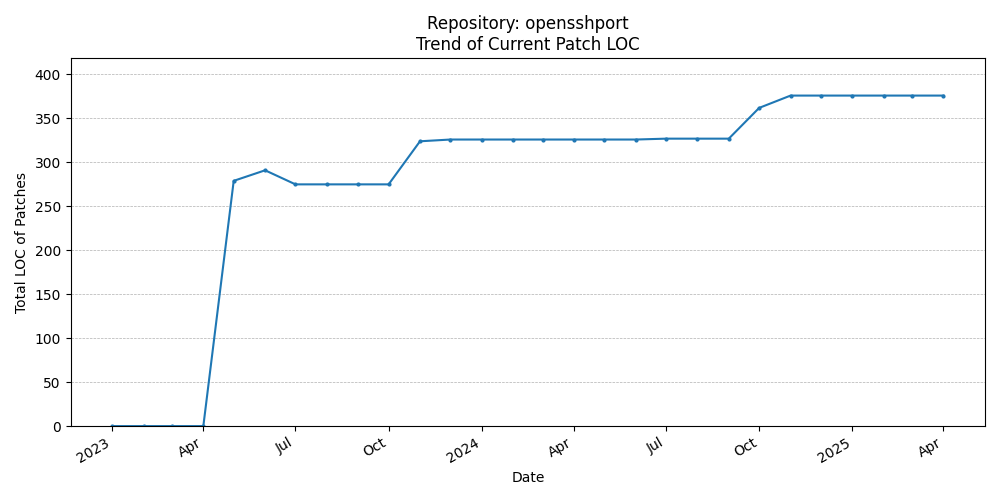 Repository: opensshport
Trend of Current Patch LOC
400
350
300
250
200
150
100
50
0
Total LOC of Patches
2023
Apr
Jul
Oct
2024
Apr
Jul
Oct
2025
Apr
Date